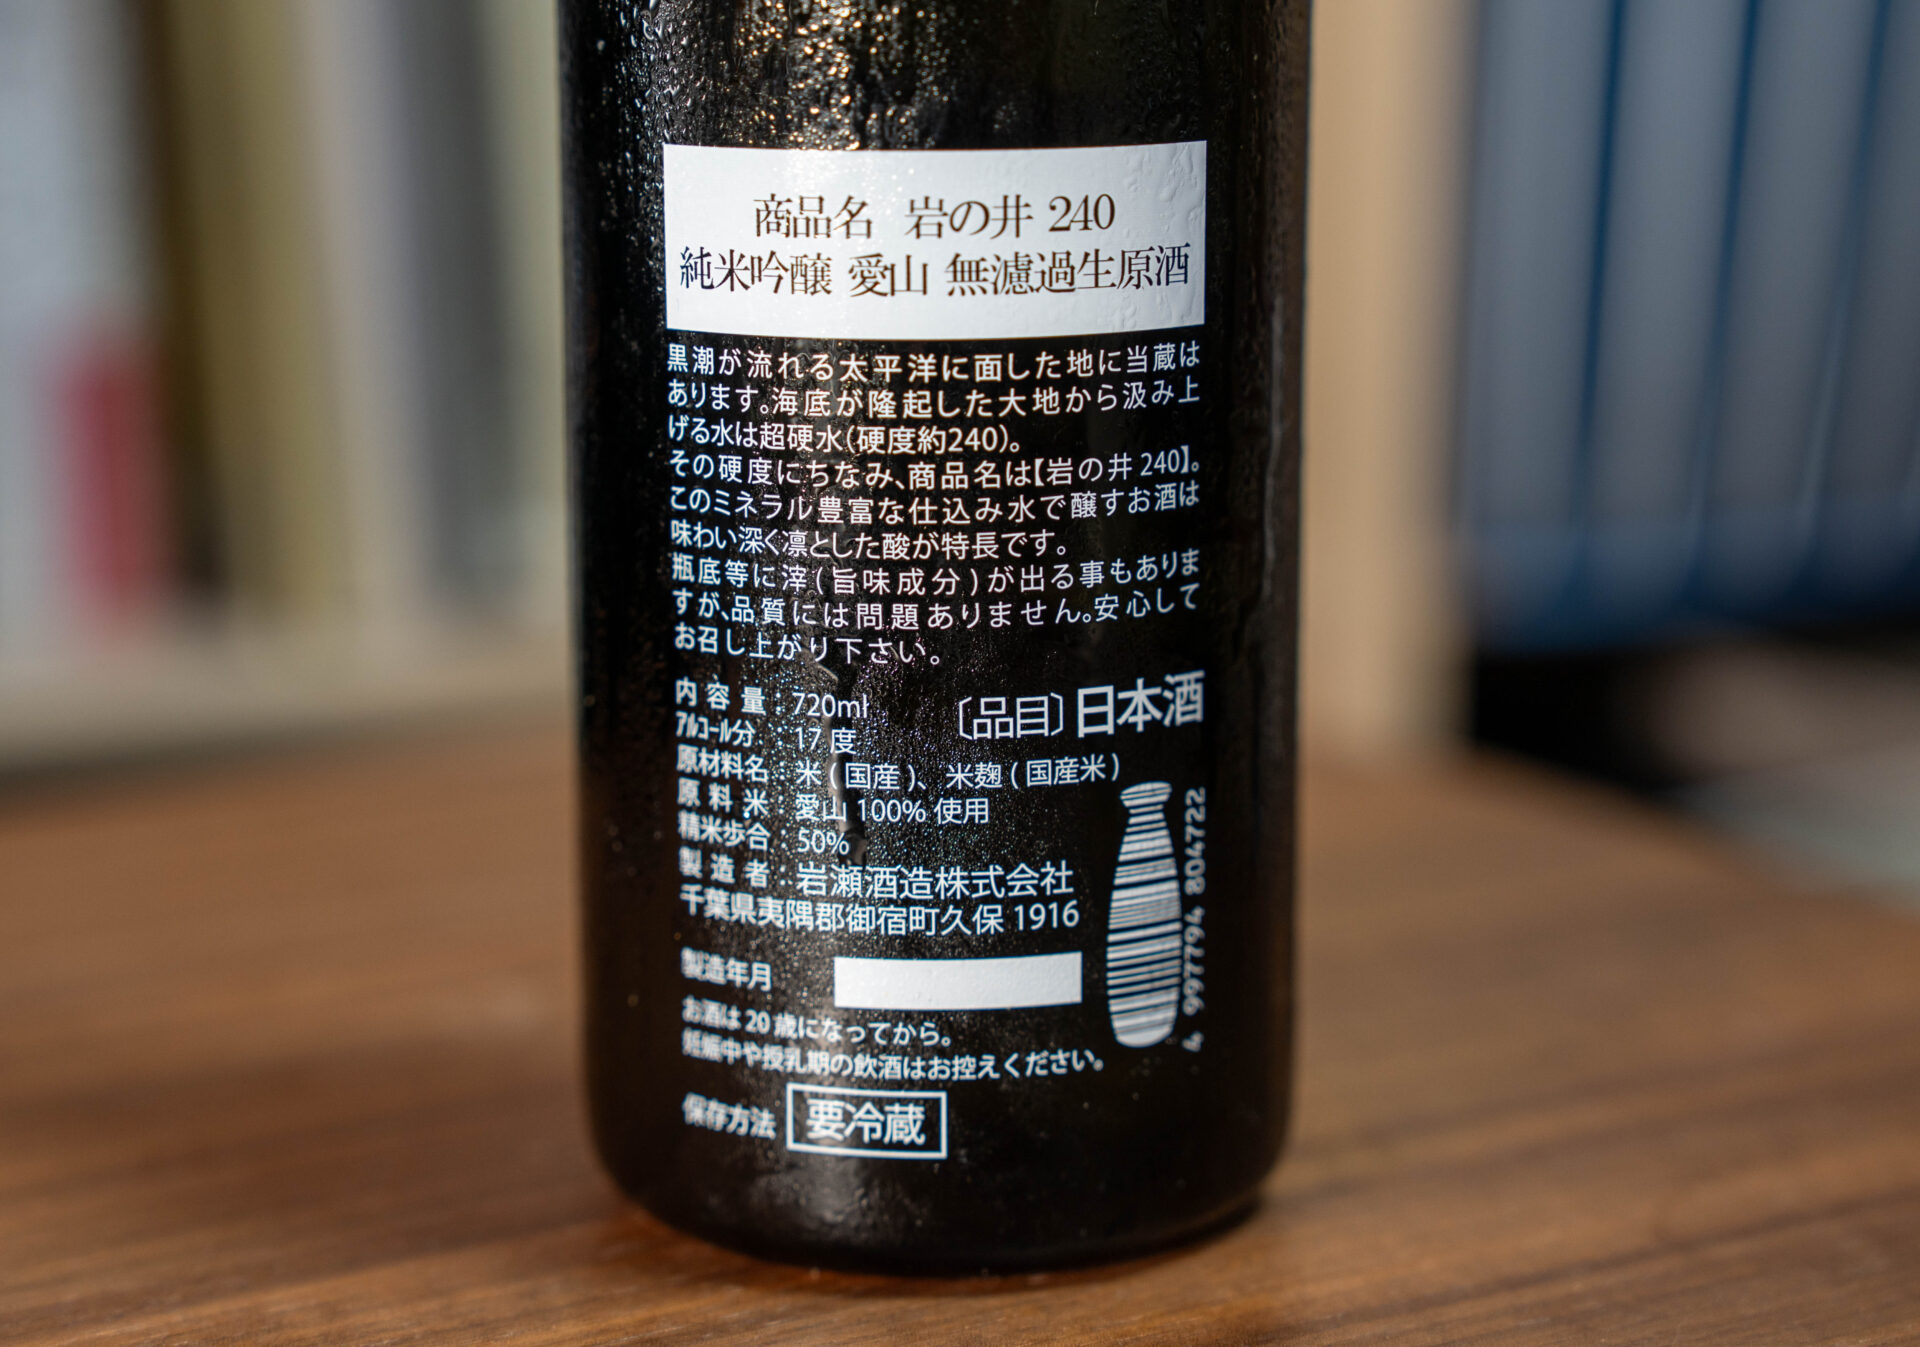 商品名 岩の井 240
純米吟醸 愛山 無濾過生原酒
黒潮が流れる太平洋に面した地に当蔵は
あります。海底が隆起した大地から汲み上
げる水は超硬水(硬度約240)。
その硬度にちなみ、商品名は【岩の井 240】。
このミネラル豊富な仕込み水で醸すお酒は
味わい深く凛とした酸が特長です。
瓶底等に滓(旨味成分)が出る事もありま
すが、品質には問題ありません。安心して
お召し上がり下さい。
内容量:720ml
アルコール分:17度
〔品目〕日本酒
原材料名:米(国産)、米麹(国産米)
原料米:愛山100%使用
精米歩合:50%
製造者:岩瀬酒造株式会社
千葉県夷隅郡御宿町久保1916
4 997794 804722
製造年月
お酒は20歳になってから。
妊娠中や授乳期の飲酒はお控えください。
保存方法 要冷蔵